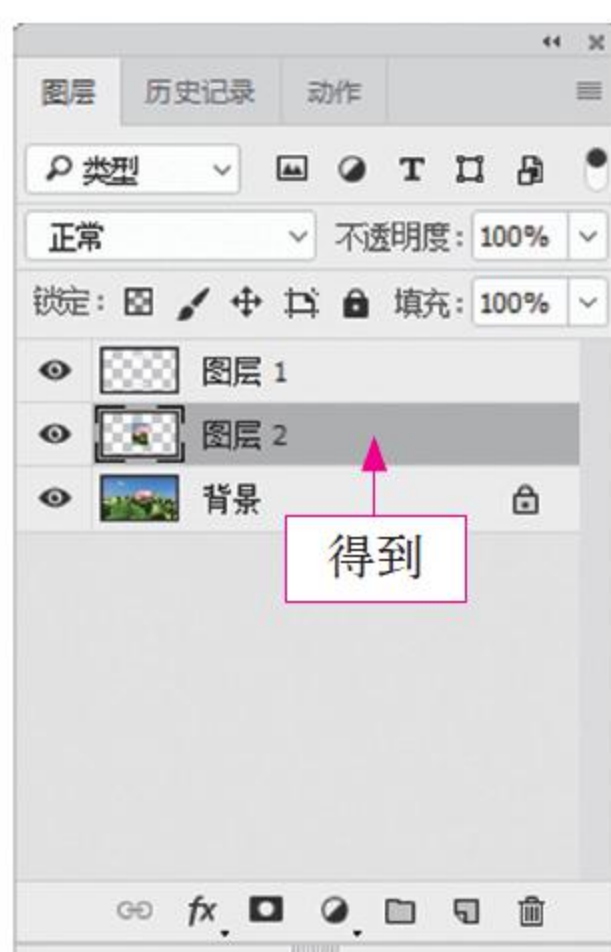 图层 历史记录 动作
类型 T
正常 不透明度: 100%
锁定: 填充: 100%
图层 1
图层 2
背景
得到
fx